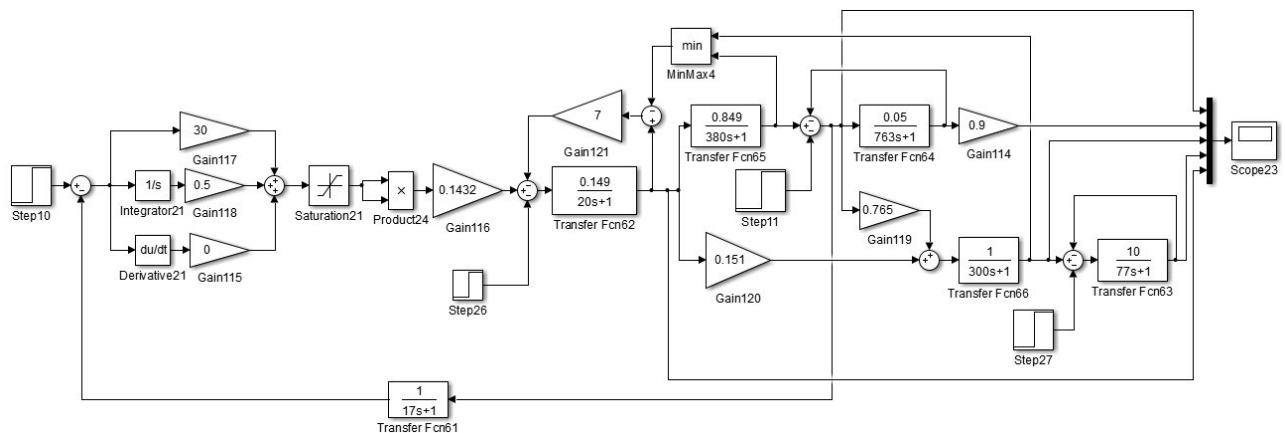 min
MinMax4
30
Gain117
7
Gain121
0.849
380s+1
Transfer Fcn65
0.05
763s+1
Transfer Fcn64
0.9
Gain114
Scope23
Step10
1/s
Integrator21
0.5
Gain118
Saturation21
×
Product24
0.1432
Gain116
0.149
20s+1
Transfer Fcn62
Step11
0.765
Gain119
du/dt
Derivative21
0
Gain115
Step26
0.151
Gain120
1
300s+1
Transfer Fcn66
10
77s+1
Transfer Fcn63
Step27
1
17s+1
Transfer Fcn61